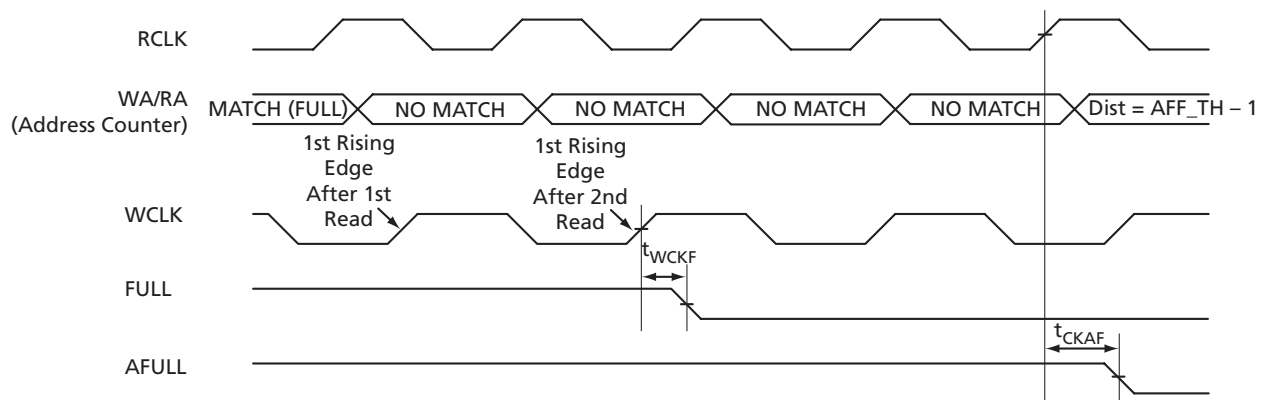 RCLK
WA/RA
(Address Counter)
MATCH (FULL)
NO MATCH
NO MATCH
NO MATCH
NO MATCH
Dist = AFF_TH – 1
1st Rising
Edge
After 1st
Read
1st Rising
Edge
After 2nd
Read
WCLK
tWCKF
FULL
tCKAF
AFULL